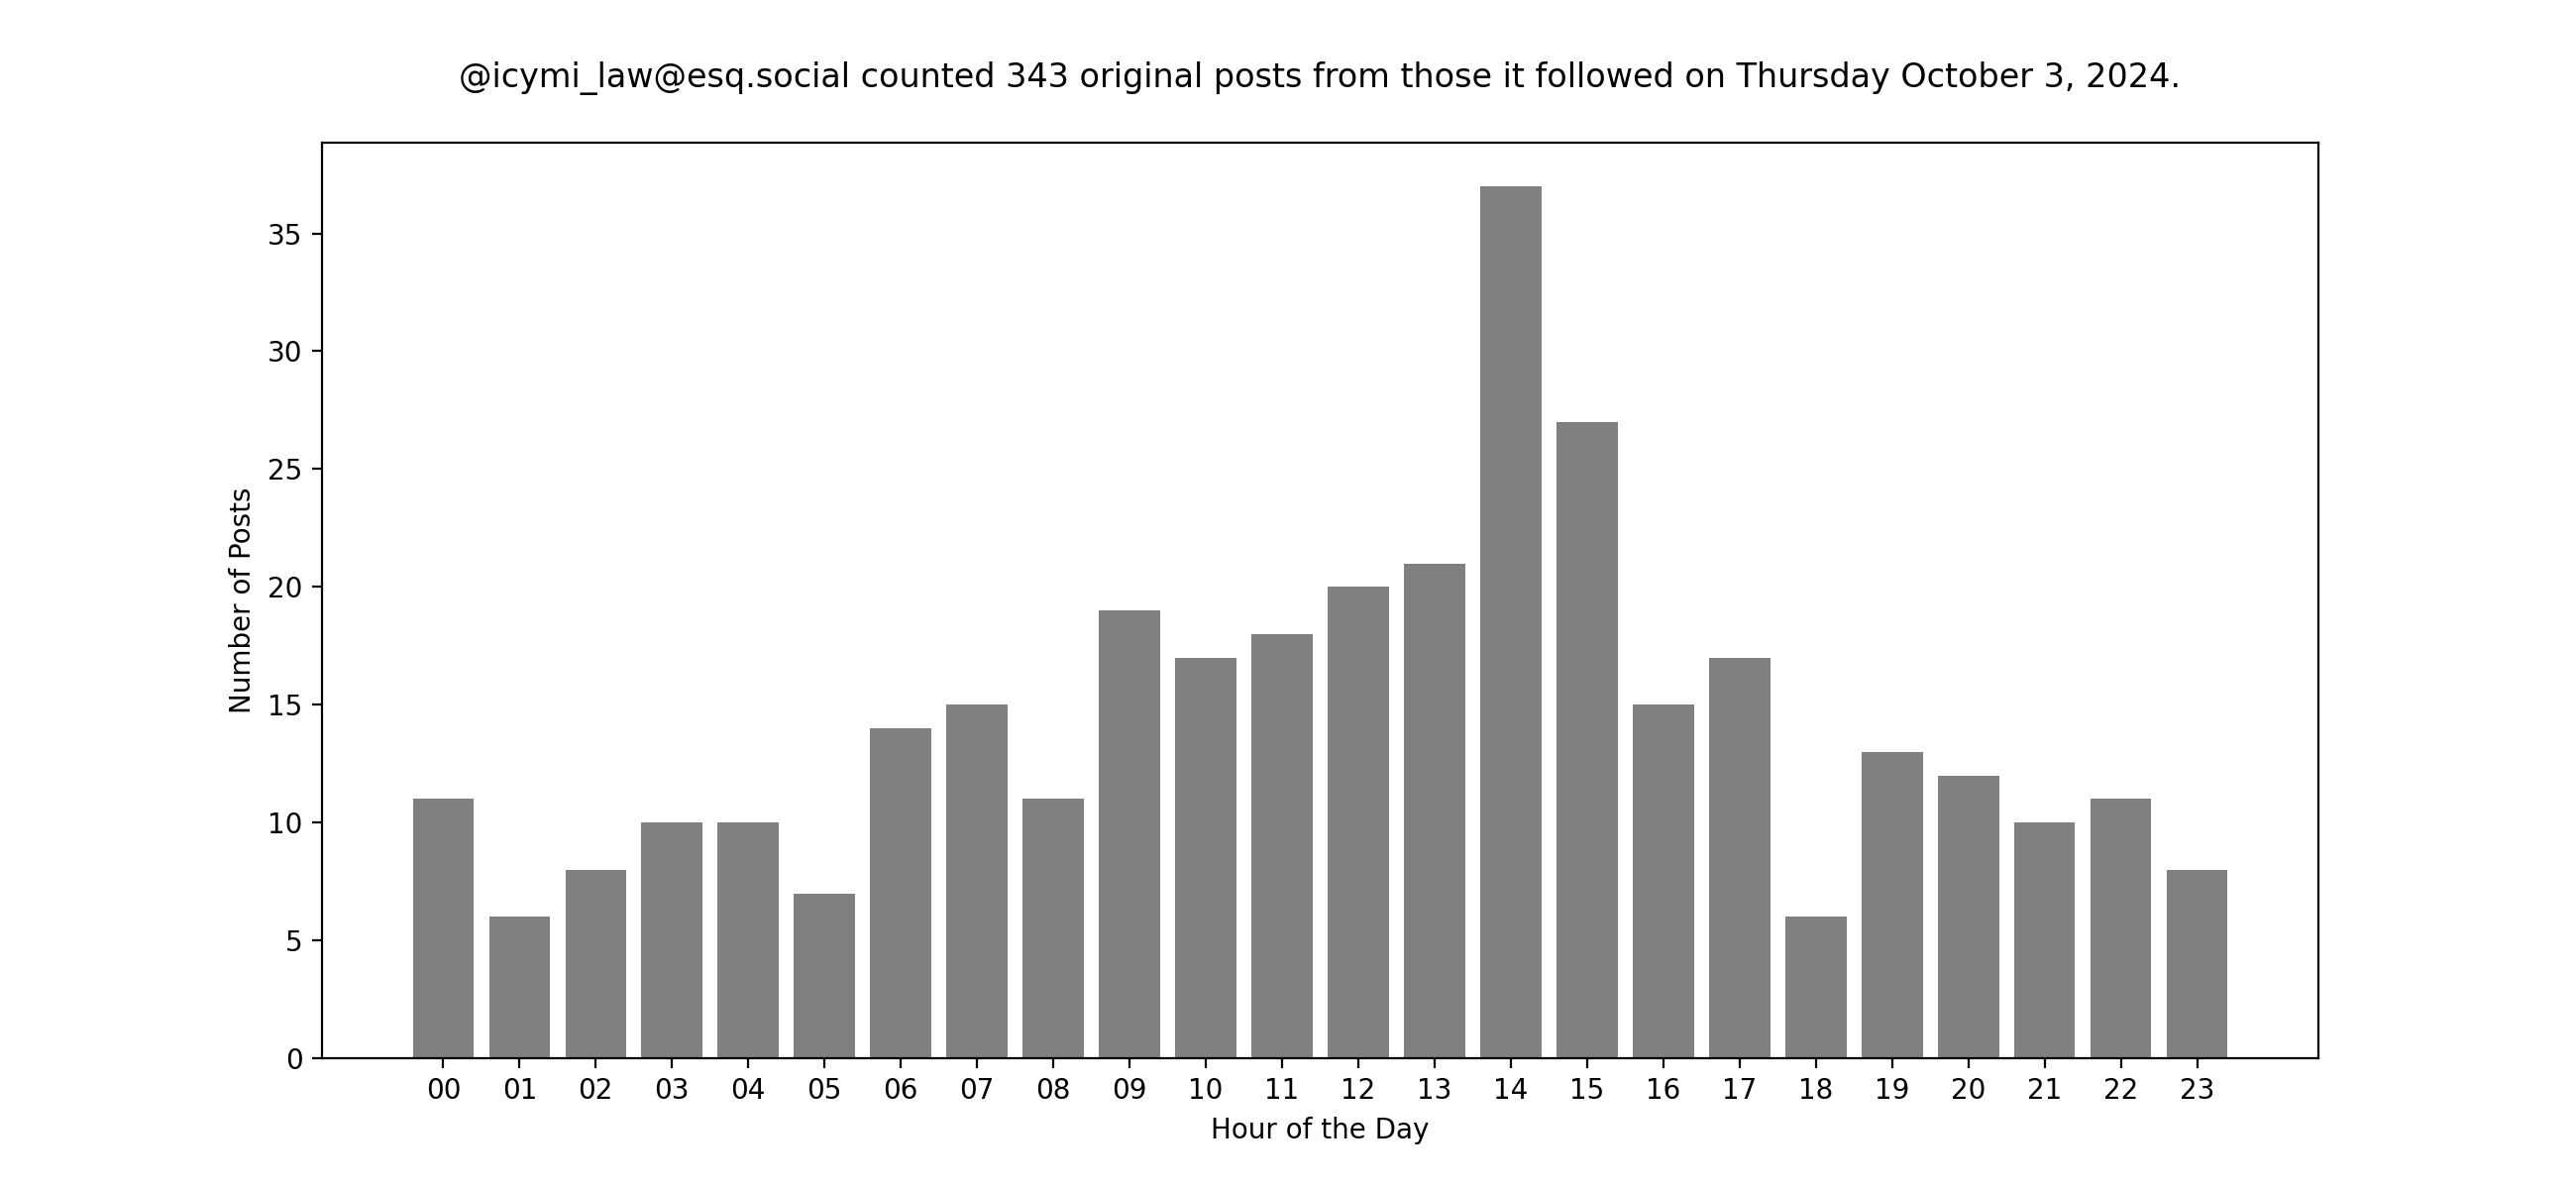 @icymi_law@esq.social counted 343 original posts from those it followed on Thursday October 3, 2024.
35
30
25
20
15
10
5
0
Number of Posts
00 01 02 03 04 05 06 07 08 09 10 11 12 13 14 15 16 17 18 19 20 21 22 23
Hour of the Day